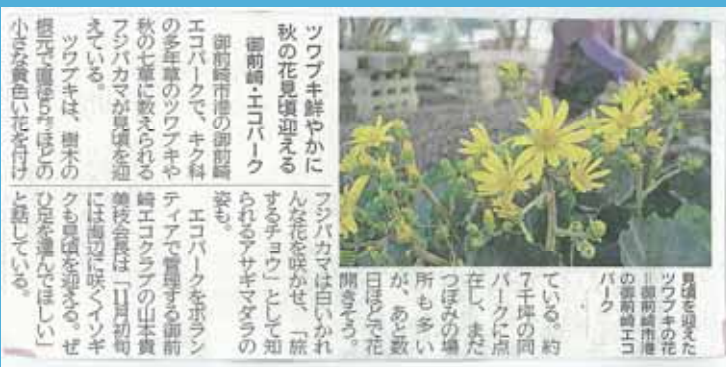 ツワブキ鮮やかに
秋の花見頃迎える
御前崎・エコパーク
御前崎市港の御前崎
エコパークで、キク科
の多年草のツワブキや
秋の七草に数えられる
フジバカマが見頃を迎
えている。
ツワブキは、樹木の
根元で直径5㌢ほどの
小さな黄色い花を付け
ている。約
7千坪の同
パークに点
在し、まだ
つぼみの場
所も多い
が、あと数
日ほどで花
開きそう。
フジバカマは白いかれ
んな花を咲かせ、「旅
するチョウ」として知
られるアサギマダラの
姿も。
エコパークをボラン
ティアで管理する御前
崎エコクラブの山本貴
美枝会長は「11月初旬
には海辺に咲くイソギ
クも見頃を迎える。ぜ
ひ足を運んでほしい」
と話している。
見頃を迎えた
ツワブキの花
＝御前崎市港
の御前崎エコ
パーク